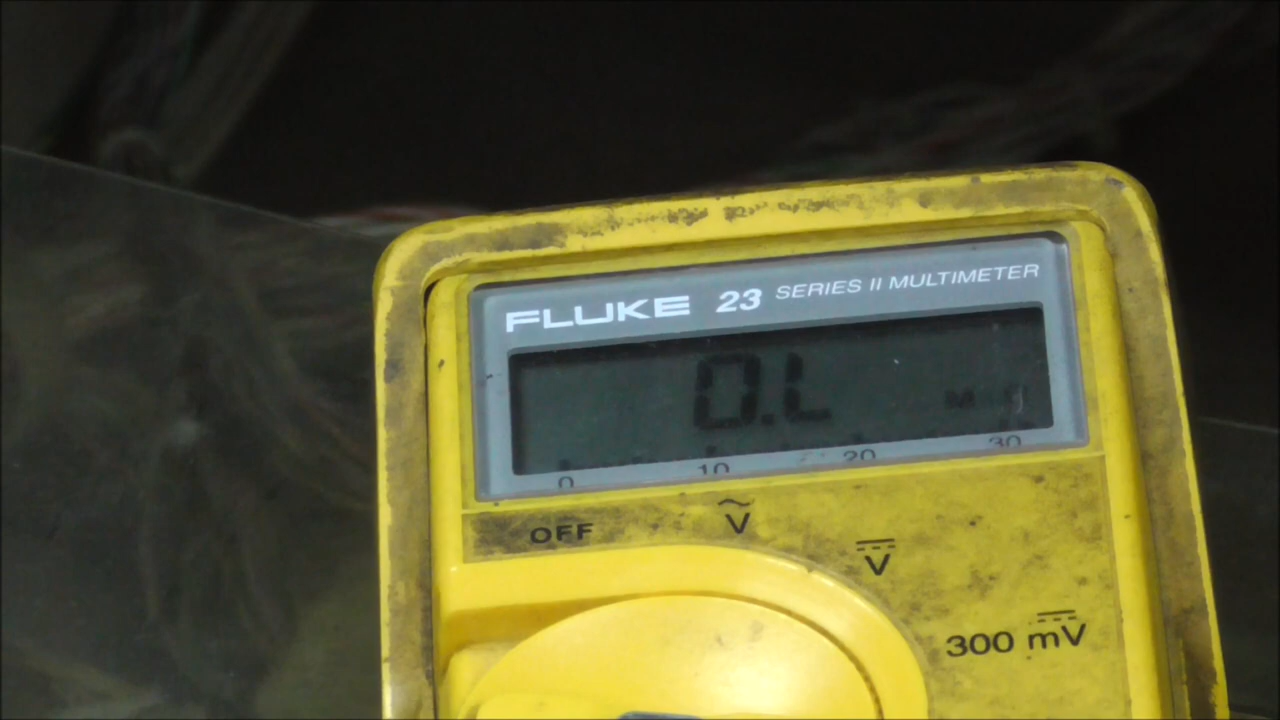 FLUKE 23 SERIES II MULTIMETER
0.L
0 10 20 30
OFF
V
V
300 mV